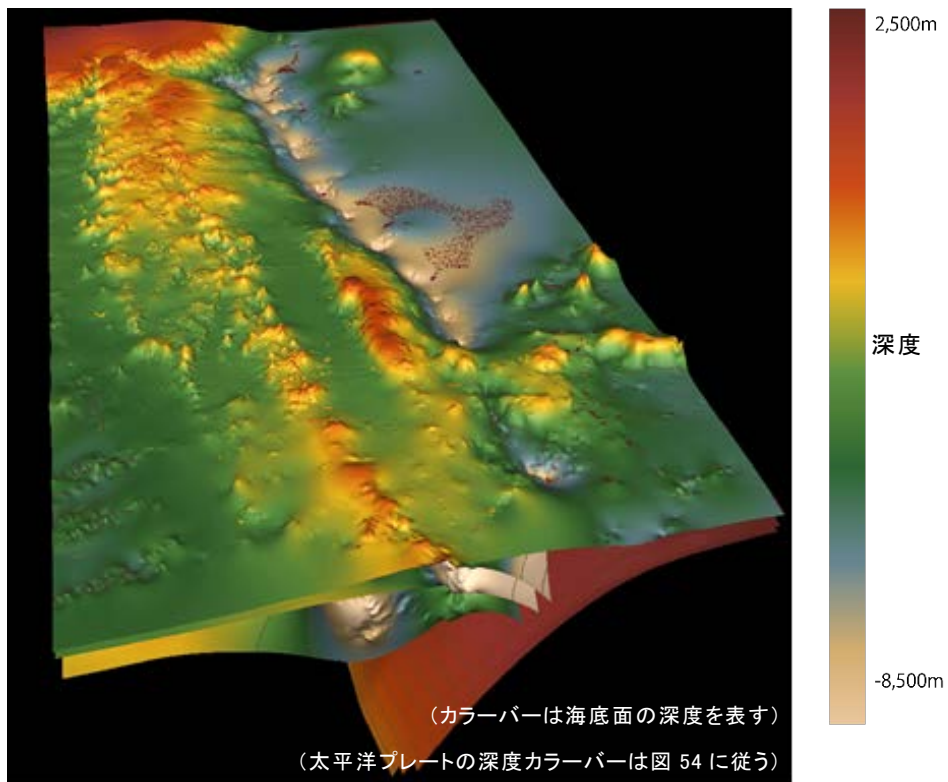 2,500m
深度
-8,500m
（カラーバーは海底面の深度を表す）
（太平洋プレートの深度カラーバーは図 54 に従う）